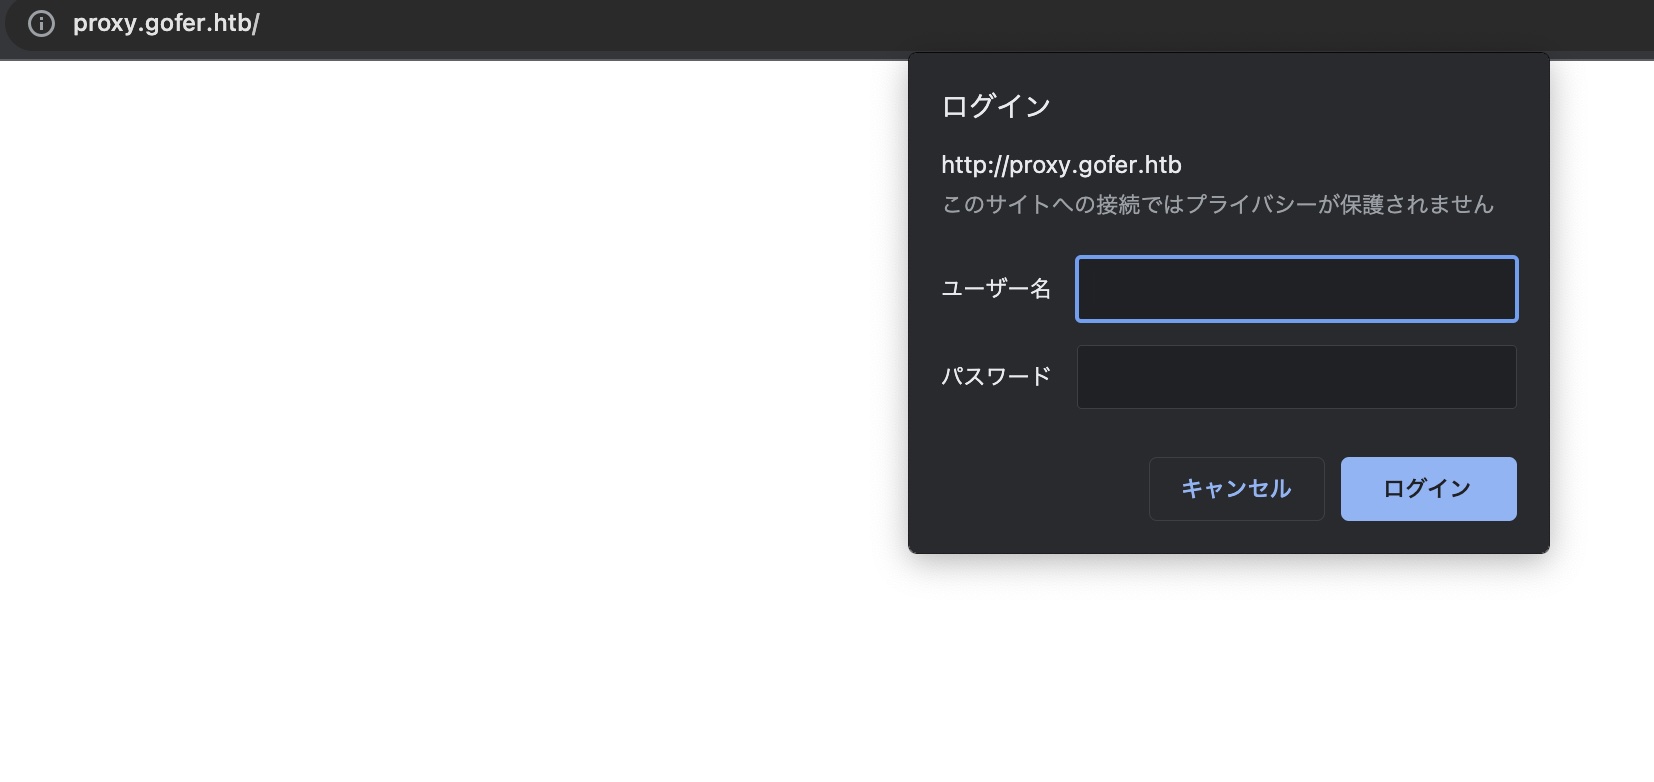 proxy.gofer.htb/
ログイン
http://proxy.gofer.htb
このサイトへの接続ではプライバシーが保護されません
ユーザー名
パスワード
キャンセル ログイン